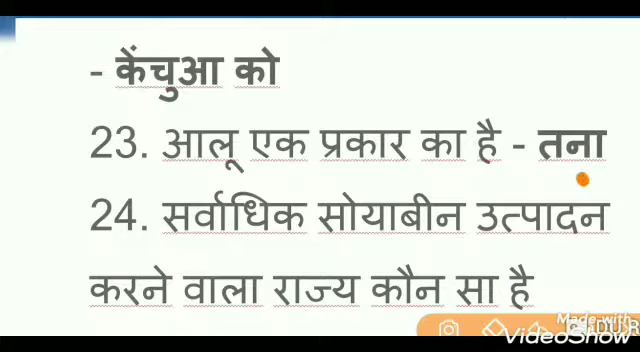 - केंचुआ को
23. आलू एक प्रकार का है - तना
24. सर्वाधिक सोयाबीन उत्पादन
करने वाला राज्य कौन सा है
Made with
VideoShow